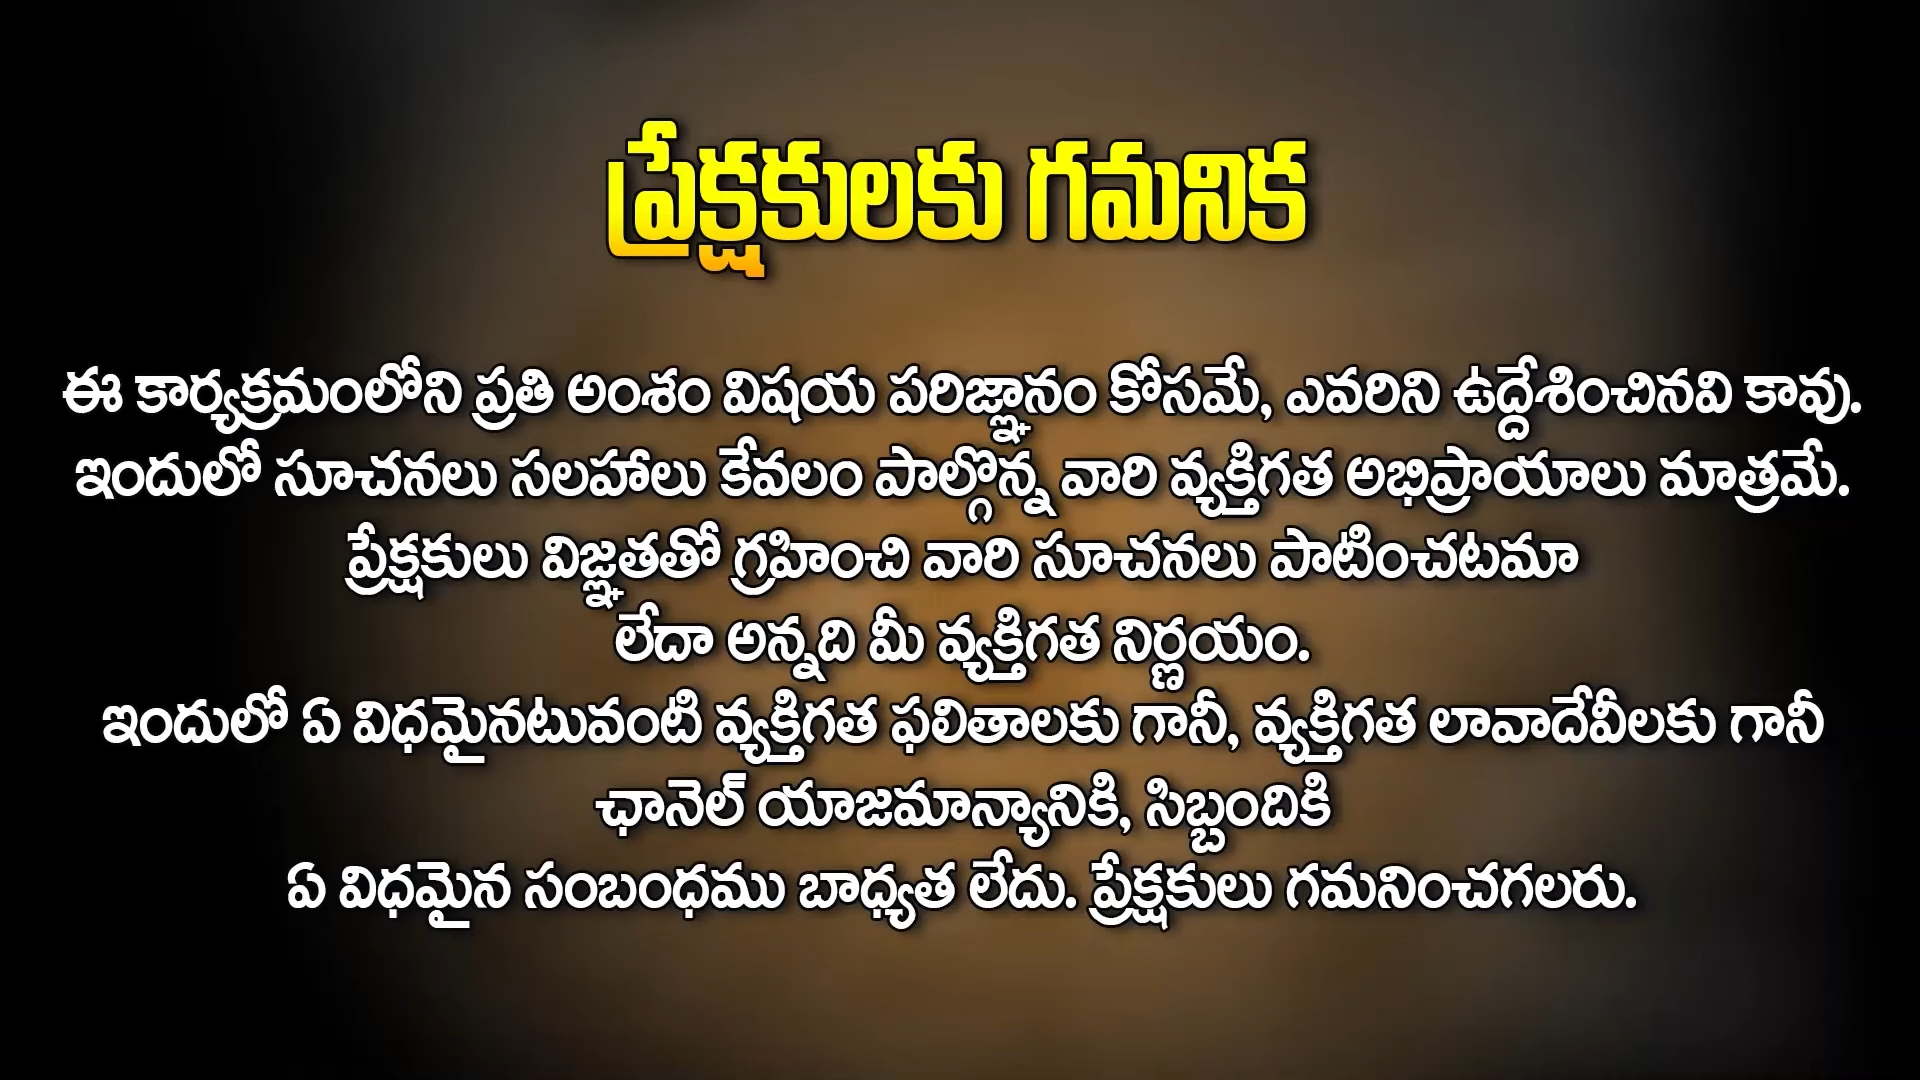 ప్రేక్షకులకు గమనిక
ఈ కార్యక్రమంలోని ప్రతి అంశం విషయ పరిజ్ఞానం కోసమే, ఎవరిని ఉద్దేశించినవి కావు.
ఇందులో సూచనలు సలహాలు కేవలం పాల్గొన్న వారి వ్యక్తిగత అభిప్రాయాలు మాత్రమే.
ప్రేక్షకులు విజ్ఞతతో గ్రహించి వారి సూచనలు పాటించటమా
లేదా అన్నది మీ వ్యక్తిగత నిర్ణయం.
ఇందులో ఏ విధమైనటువంటి వ్యక్తిగత ఫలితాలకు గానీ, వ్యక్తిగత లావాదేవీలకు గానీ
ఛానెల్ యాజమాన్యానికి, సిబ్బందికి
ఏ విధమైన సంబంధము బాధ్యత లేదు. ప్రేక్షకులు గమనించగలరు.